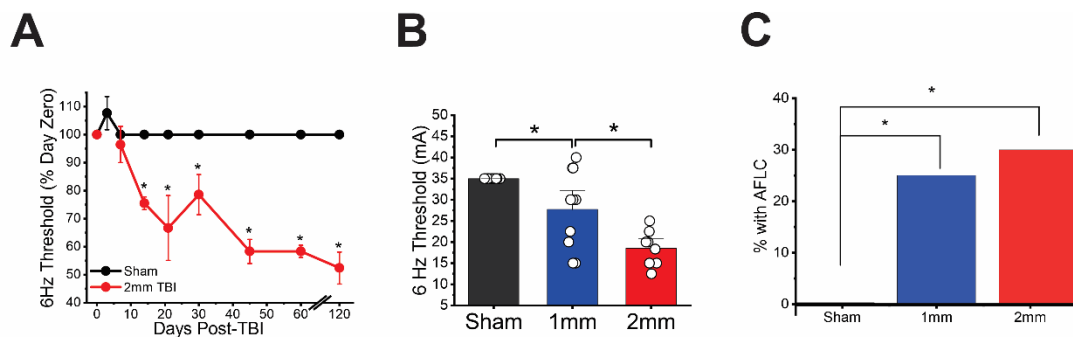 A
6Hz Threshold (% Day Zero)
110
100
90
80
70
60
50
40
* * * * * *
Sham
2mm TBI
0 10 20 30 40 50 60 120
Days Post-TBI
B
6 Hz Threshold (mA)
50
45
40
35
35
30
25
20
15
10
5
* *
Sham 1mm 2mm
C
% with AFLC
40
30
20
10
0
*
*
Sham 1mm 2mm